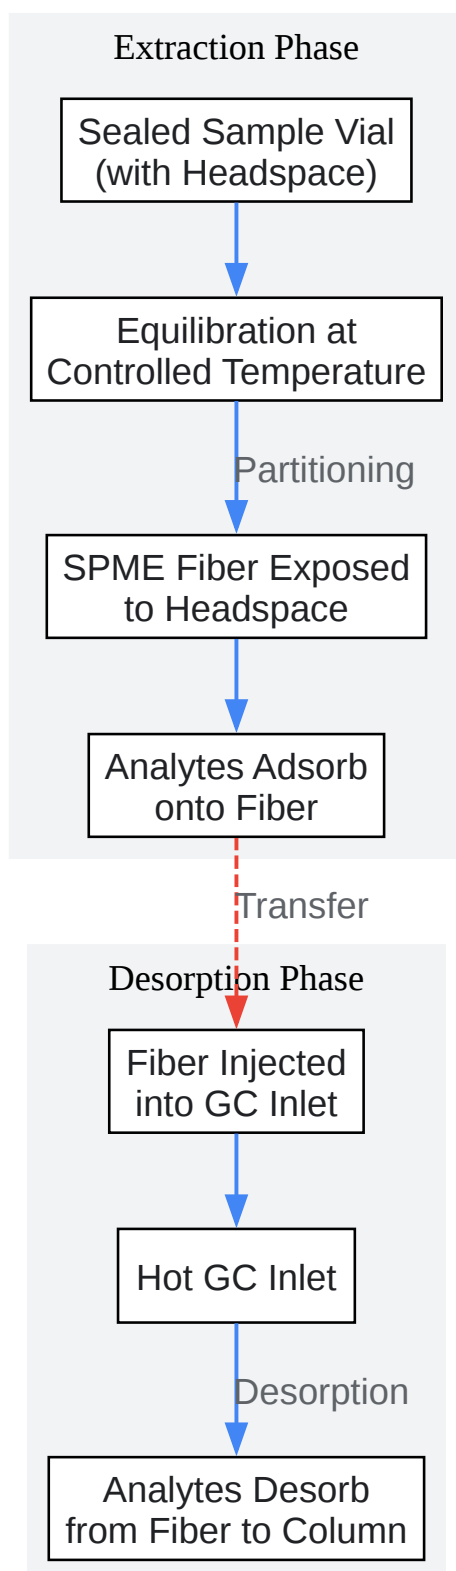 Extraction Phase
Sealed Sample Vial
(with Headspace)
Equilibration at
Controlled Temperature
Partitioning
SPME Fiber Exposed
to Headspace
Analytes Adsorb
onto Fiber
Transfer
Desorption Phase
Fiber Injected
into GC Inlet
Hot GC Inlet
Desorption
Analytes Desorb
from Fiber to Column